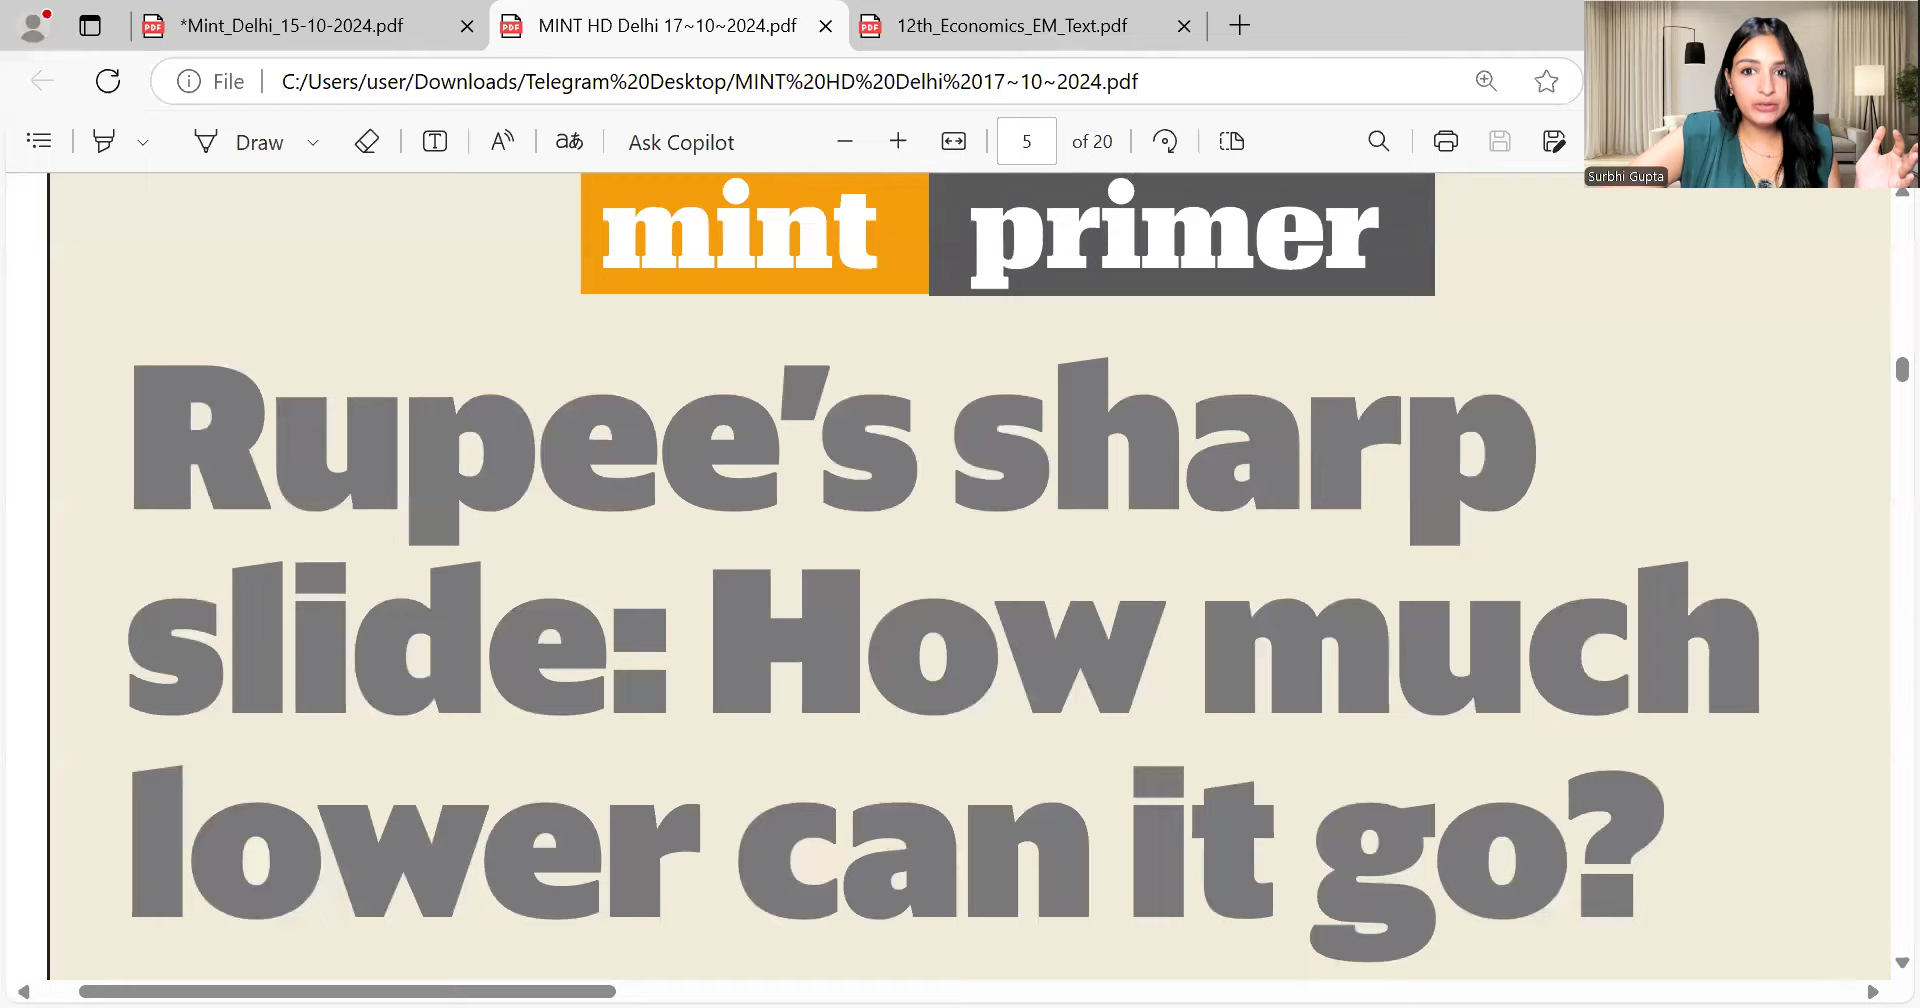 *Mint_Delhi_15-10-2024.pdf
MINT HD Delhi 17~10~2024.pdf
12th_Economics_EM_Text.pdf
File
C:/Users/user/Downloads/Telegram%20Desktop/MINT%20HD%20Delhi%2017~10~2024.pdf
Draw
Ask Copilot
5 of 20
Surbhi Gupta
mint primer
Rupee's sharp
slide: How much
lower can it go?